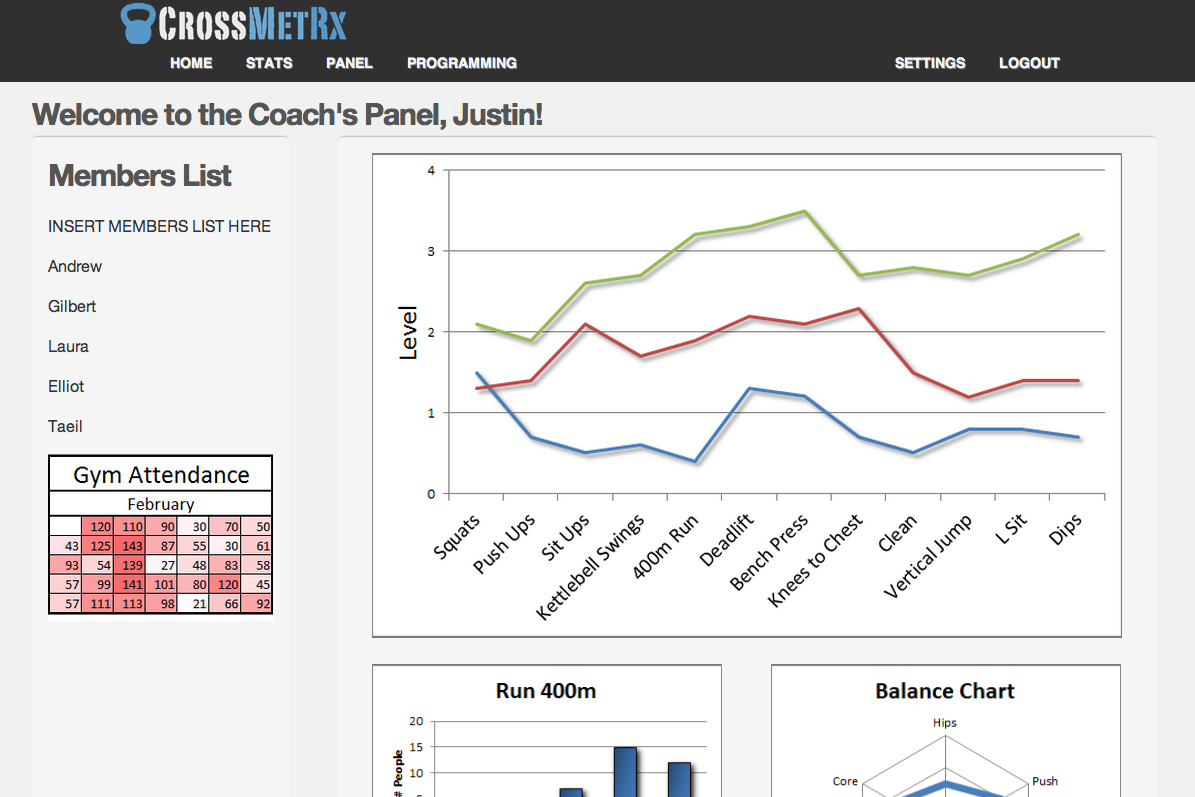 CROSSMETRX
HOME STATS PANEL PROGRAMMING SETTINGS LOGOUT
Welcome to the Coach's Panel, Justin!
Members List
INSERT MEMBERS LIST HERE
Andrew
Gilbert
Laura
Elliot
Taeil
Gym Attendance
February
120 110 90 30 70 50
43 125 143 87 55 30 61
93 54 139 27 48 83 58
57 99 141 101 80 120 45
57 111 113 98 21 66 92
Level
4
3
2
1
0
Squats Push Ups Sit Ups Kettlebell Swings 400m Run Deadlift Bench Press Knees to Chest Clean Vertical Jump L Sit Dips
Run 400m
# People
20
15
10
Balance Chart
Hips
Core Push